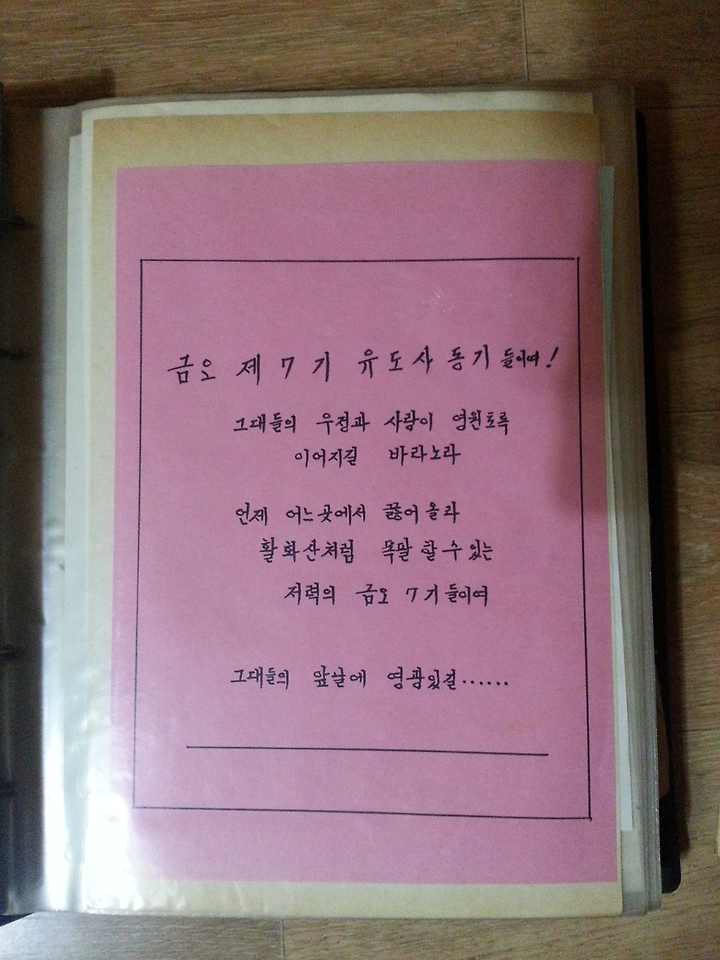 금오 제 7 기 유도사 동기 들이여!
그대들의 우정과 사랑이 영원토록
이어지길 바라노라
언제 어느곳에서 끓어 올라
활화산처럼 폭팔 할 수 있는
저력의 금오 7 기 들이여
그대들의 앞날에 영광있길......